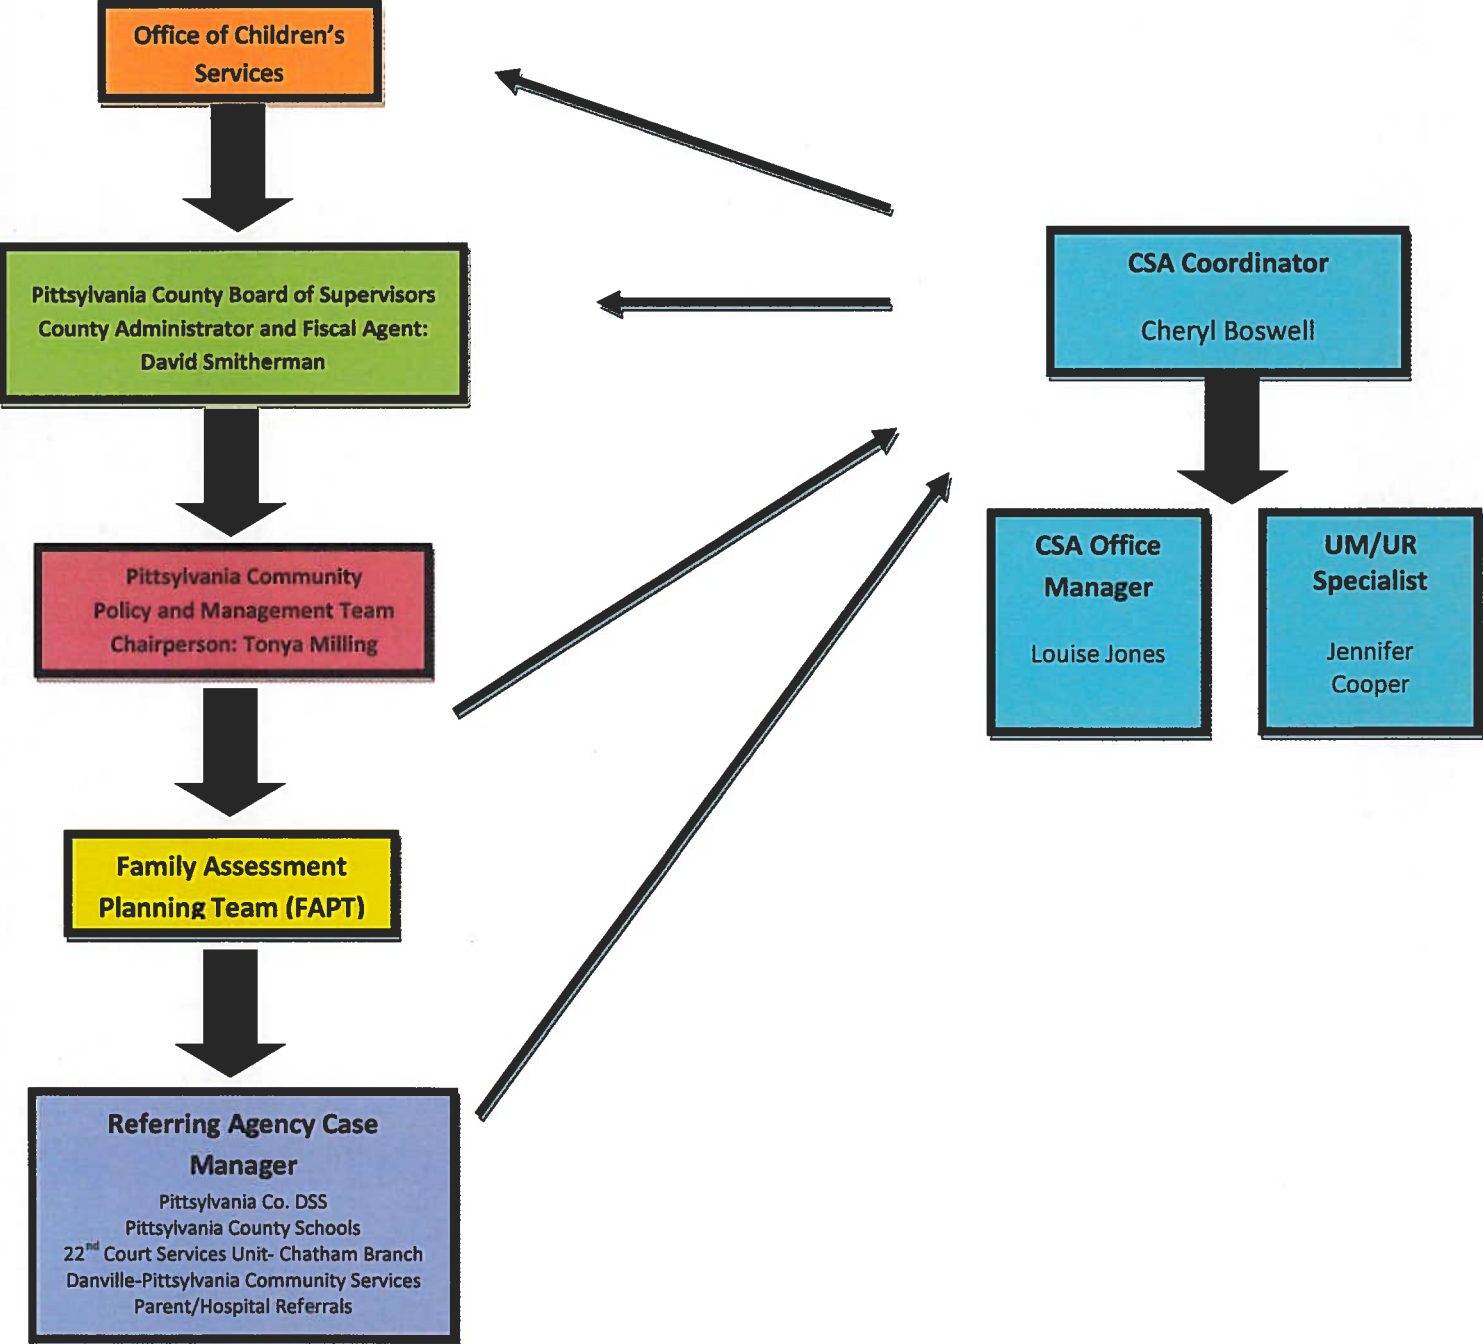 Office of Children's
Services
Pittsylvania County Board of Supervisors
County Administrator and Fiscal Agent:
David Smitherman
Pittsylvania Community
Policy and Management Team
Chairperson: Tonya Milling
Family Assessment
Planning Team (FAPT)
Referring Agency Case
Manager
Pittsylvania Co. DSS
Pittsylvania County Schools
22nd Court Services Unit- Chatham Branch
Danville-Pittsylvania Community Services
Parent/Hospital Referrals
CSA Coordinator
Cheryl Boswell
CSA Office
Manager
Louise Jones
UM/UR
Specialist
Jennifer
Cooper